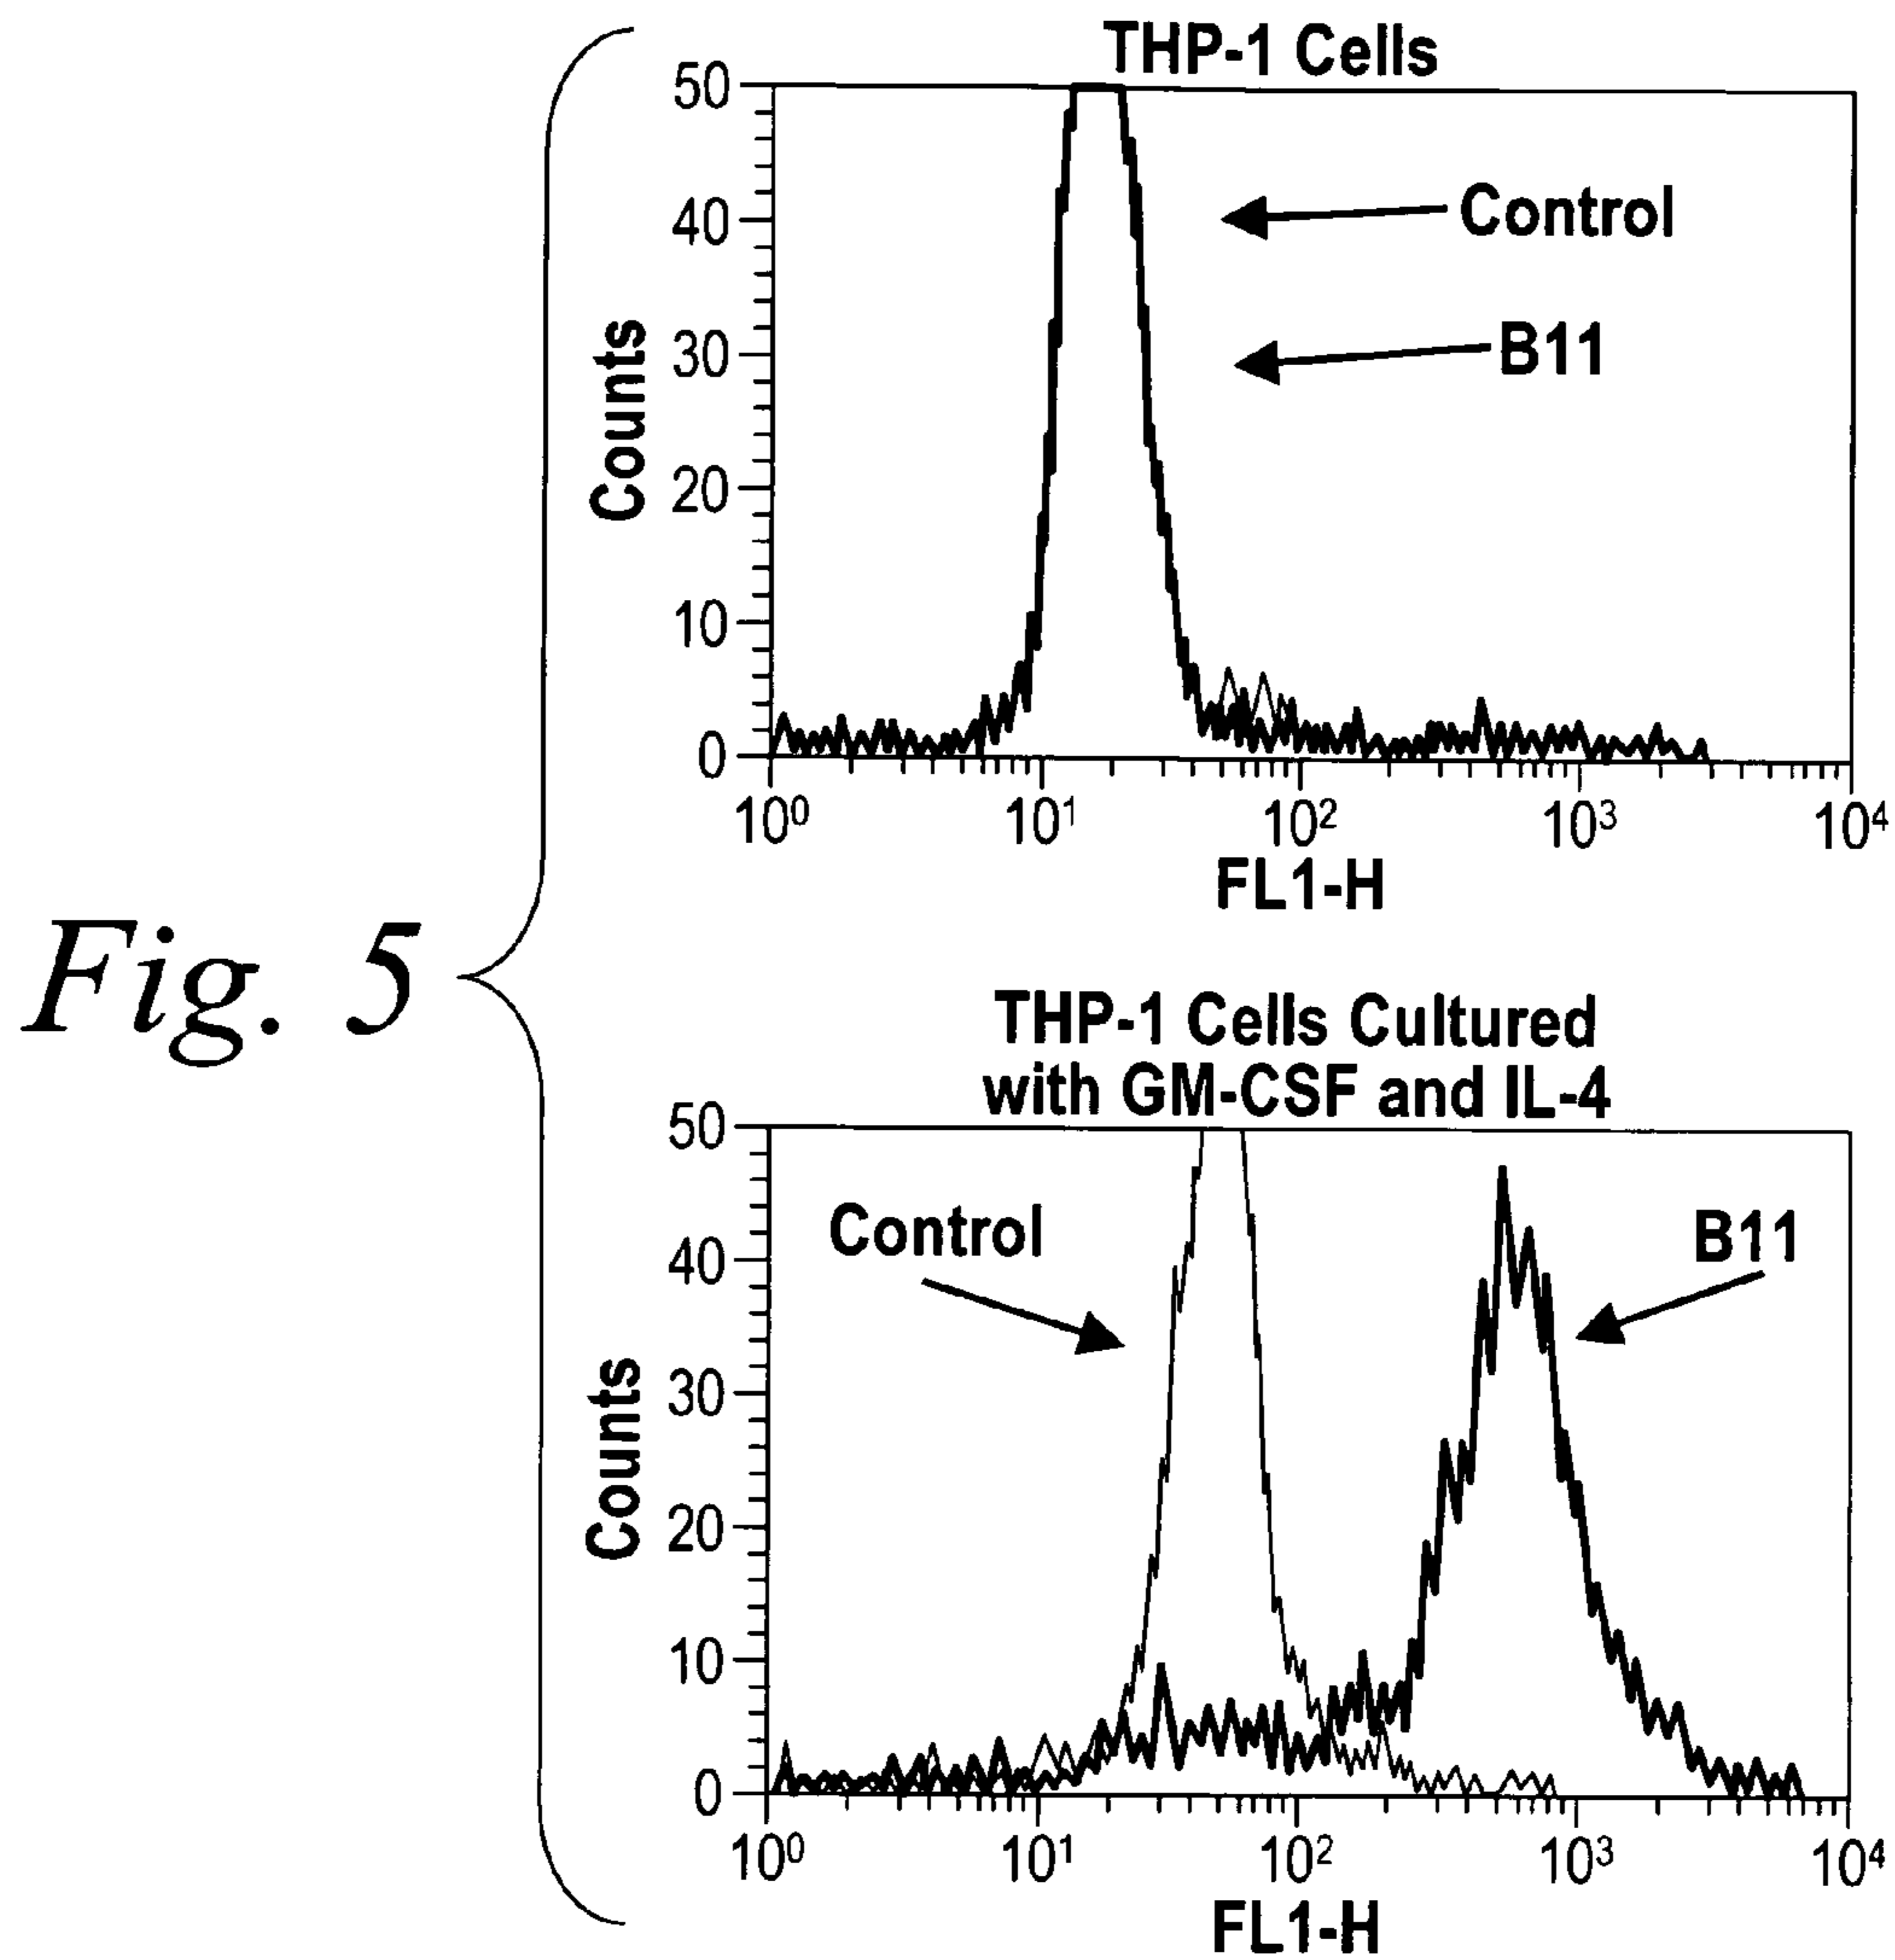 Fig. 5
THP-1 Cells
50
40
30
20
10
0
Counts
Control
B11
10⁰ 10¹ 10² 10³ 10⁴
FL1-H
THP-1 Cells Cultured
with GM-CSF and IL-4
50
40
30
20
10
0
Counts
Control
B11
10⁰ 10¹ 10² 10³ 10⁴
FL1-H